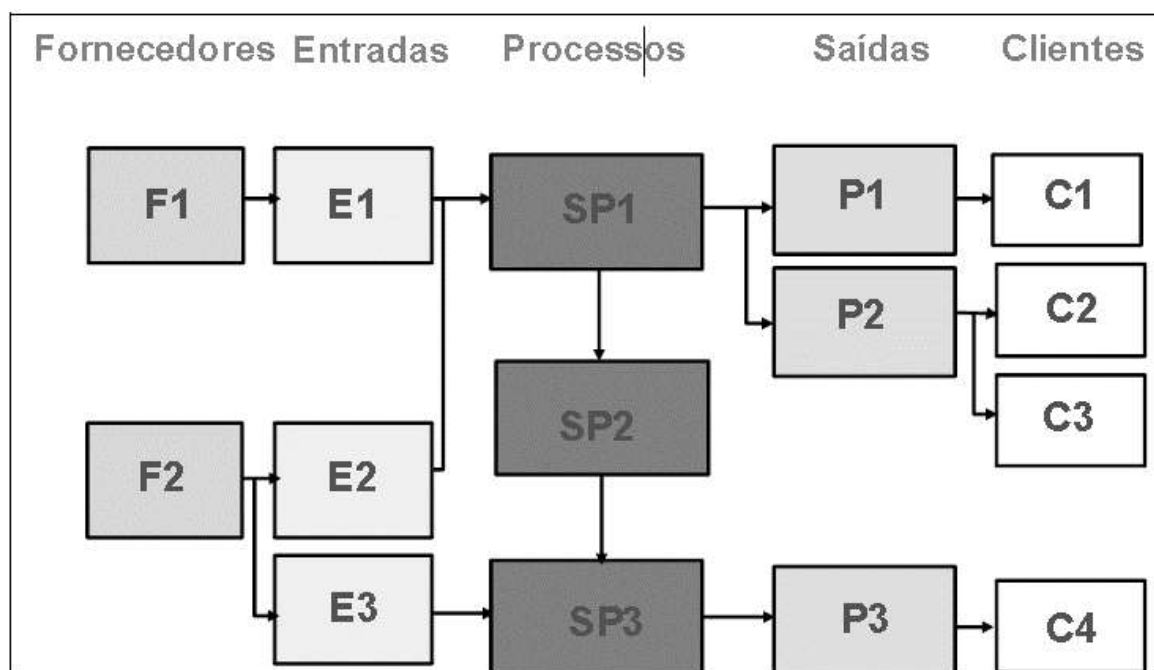 Fornecedores Entradas Processos Saídas Clientes
F1 E1 SP1 P1 C1
P2 C2
SP2 C3
F2 E2
E3 SP3 P3 C4